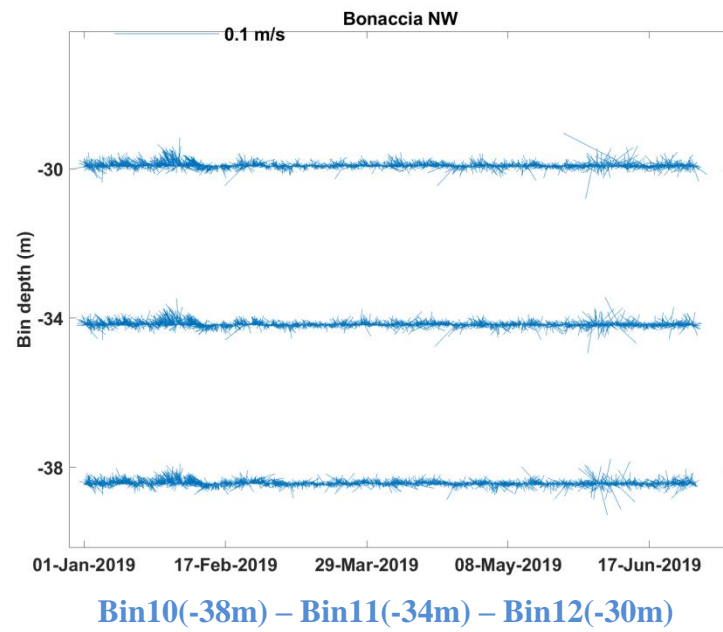 Bonaccia NW
0.1 m/s
-30
-34
-38
Bin depth (m)
01-Jan-2019 17-Feb-2019 29-Mar-2019 08-May-2019 17-Jun-2019
Bin10(-38m) – Bin11(-34m) – Bin12(-30m)